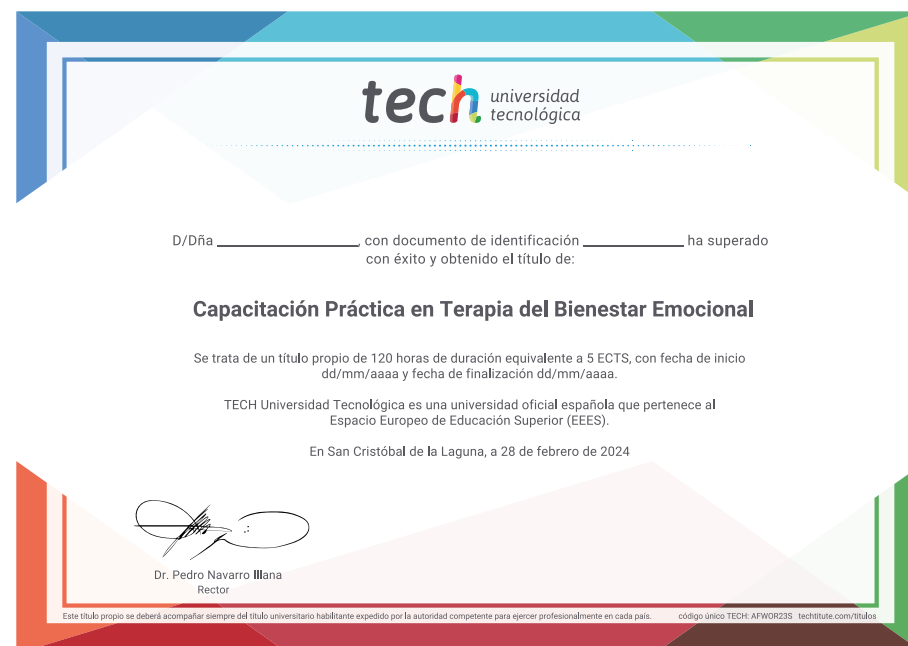 tech universidad
tecnológica
D/Dña ____________________, con documento de identificación ______________ ha superado
con éxito y obtenido el título de:
Capacitación Práctica en Terapia del Bienestar Emocional
Se trata de un título propio de 120 horas de duración equivalente a 5 ECTS, con fecha de inicio
dd/mm/aaaa y fecha de finalización dd/mm/aaaa.
TECH Universidad Tecnológica es una universidad oficial española que pertenece al
Espacio Europeo de Educación Superior (EEES).
En San Cristóbal de la Laguna, a 28 de febrero de 2024
Dr. Pedro Navarro Illana
Rector
Este título propio se deberá acompañar siempre del título universitario habilitante expedido por la autoridad competente para ejercer profesionalmente en cada país. código único TECH: AFWOR23S techtitute.com/titulos